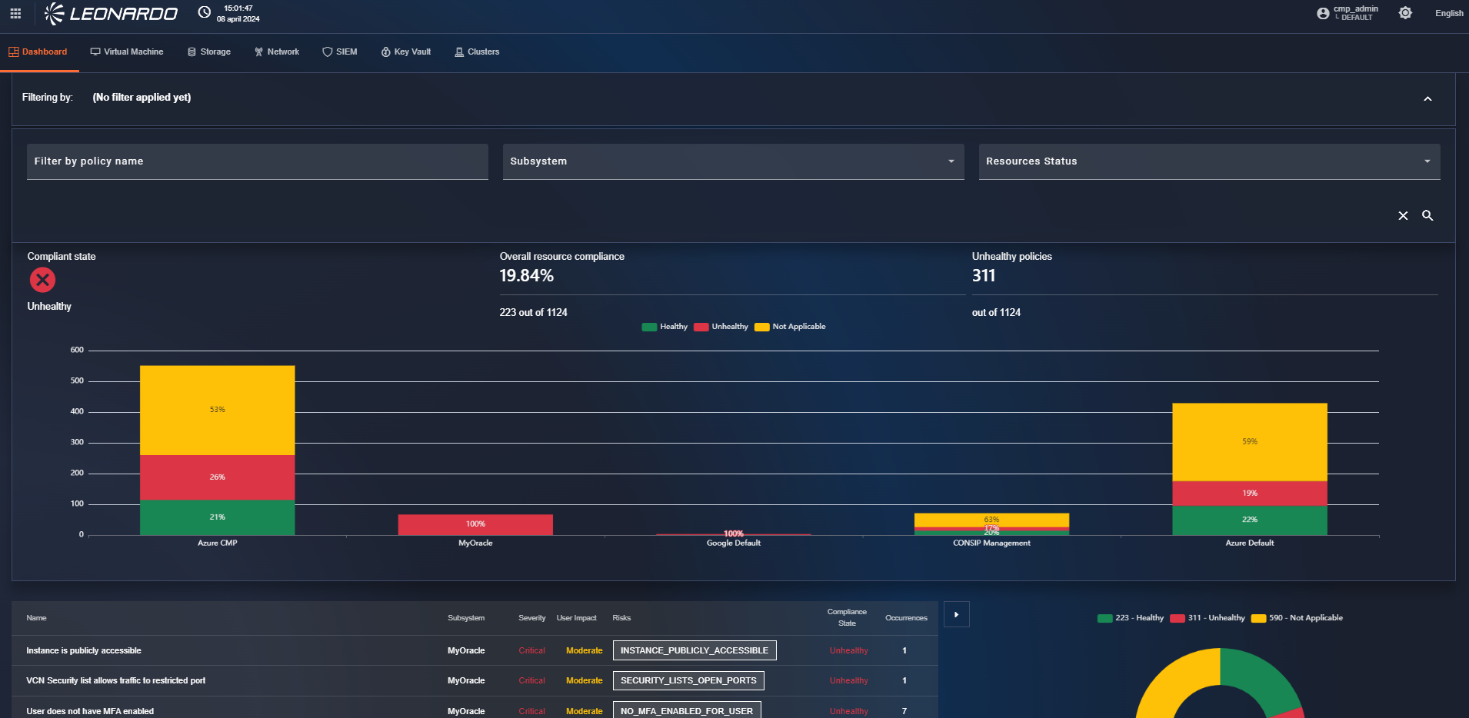 LEONARDO
15:01:47
08 april 2024
cmp_admin
DEFAULT
English
Dashboard
Virtual Machine
Storage
Network
SIEM
Key Vault
Clusters
Filtering by: (No filter applied yet)
Filter by policy name
Subsystem
Resources Status
Compliant state
Unhealthy
Overall resource compliance
19.84%
223 out of 1124
Unhealthy policies
311
out of 1124
Healthy Unhealthy Not Applicable
600
500
400
300
200
100
0
53%
26%
21%
100%
100%
63%
17%
20%
59%
19%
22%
Azure CMP MyOracle Google Default CONSIP Management Azure Default
Name Subsystem Severity User Impact Risks Compliance State Occurrences
Instance is publicly accessible MyOracle Critical Moderate INSTANCE_PUBLICLY_ACCESSIBLE Unhealthy 1
VCN Security list allows traffic to restricted port MyOracle Critical Moderate SECURITY_LISTS_OPEN_PORTS Unhealthy 1
User does not have MFA enabled MyOracle Critical Moderate NO_MFA_ENABLED_FOR_USER Unhealthy 7
223 - Healthy 311 - Unhealthy 590 - Not Applicable